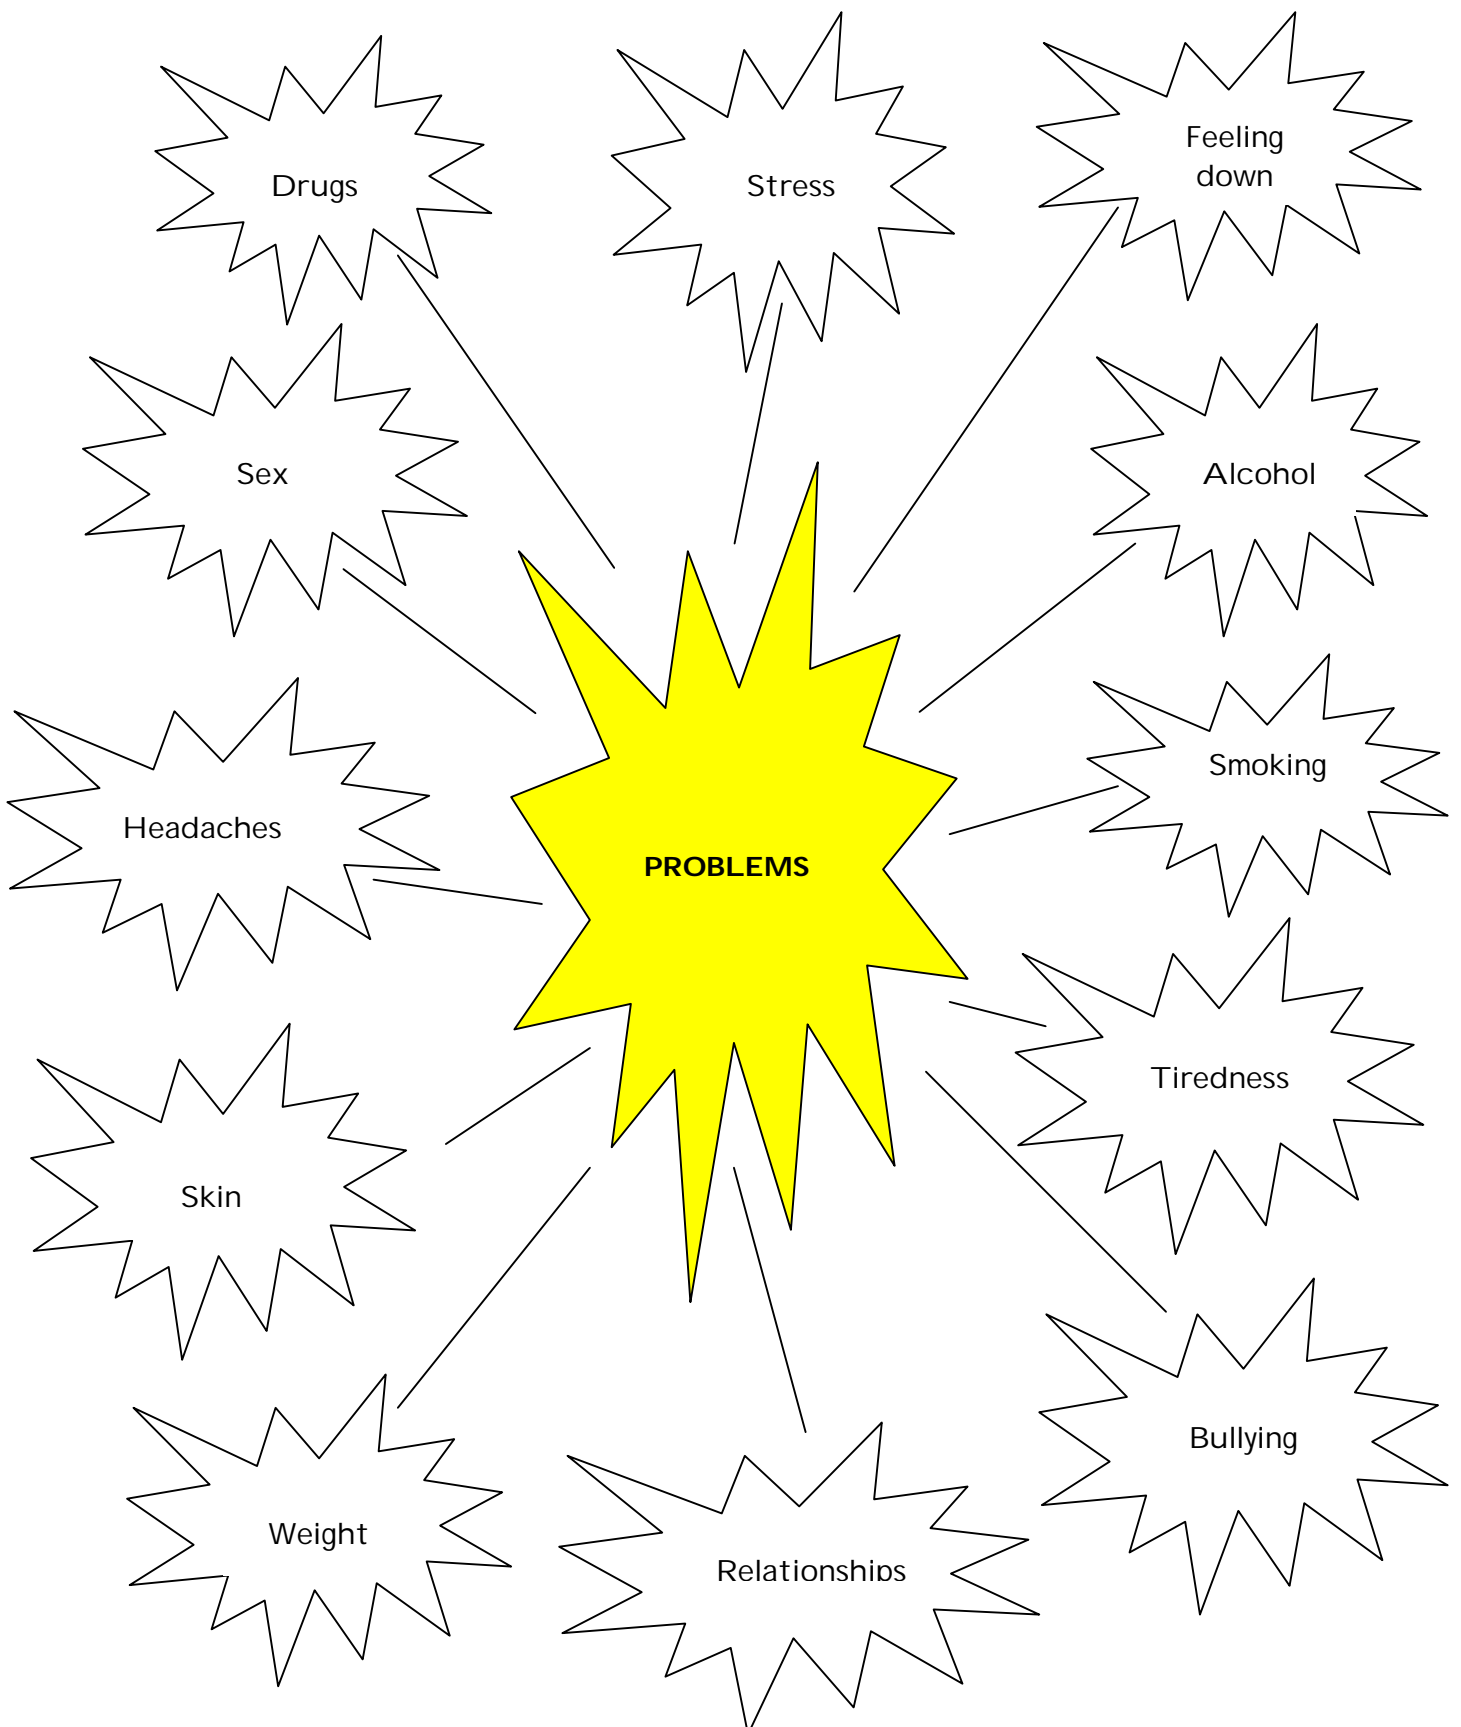 Drugs
Stress
Feeling
down
Sex
Alcohol
Smoking
Headaches
PROBLEMS
Tiredness
Skin
Bullying
Weight
Relationships